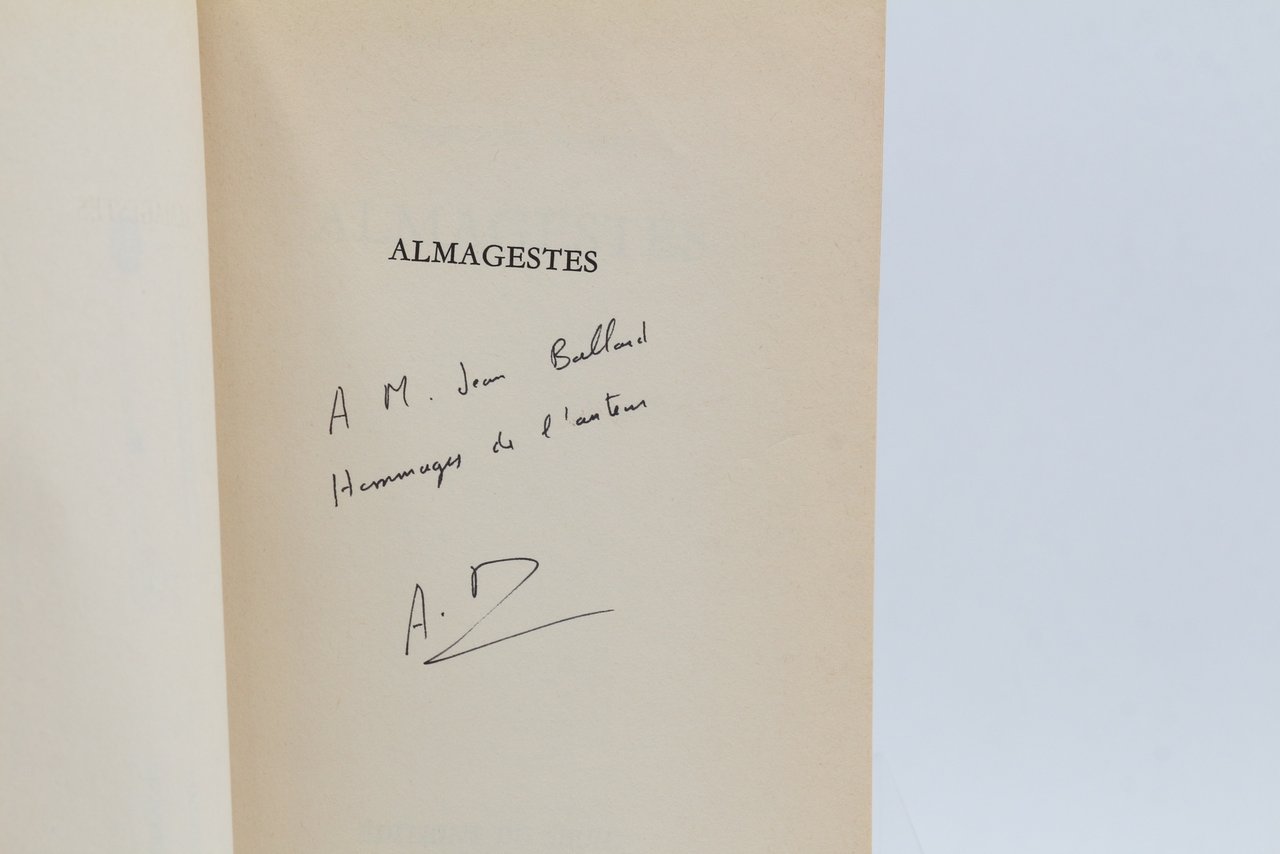 ALMAGESTES
A M. Jean Ballard
Hommages de l'auteur
A.